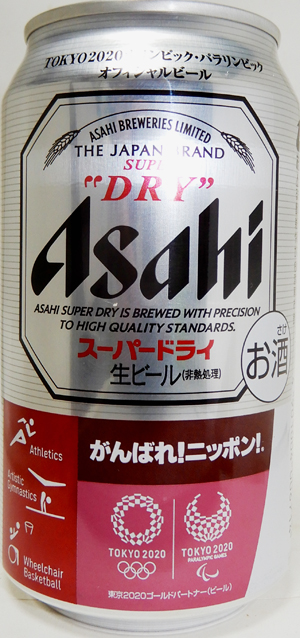 TOKYO2020オリンピック・パラリンピック
オフィシャルビール
ASAHI BREWERIES LIMITED
THE JAPAN BRAND
SUPER
“DRY”
Asahi
ASAHI SUPER DRY IS BREWED WITH PRECISION
TO HIGH QUALITY STANDARDS.
スーパードライ
生ビール(非熱処理)
さけ
お酒
Athletics
Artistic
Gymnastics
Wheelchair
Basketball
がんばれ!ニッポン!
TOKYO 2020
TOKYO 2020
PARALYMPIC GAMES
東京2020ゴールドパートナー(ビール)